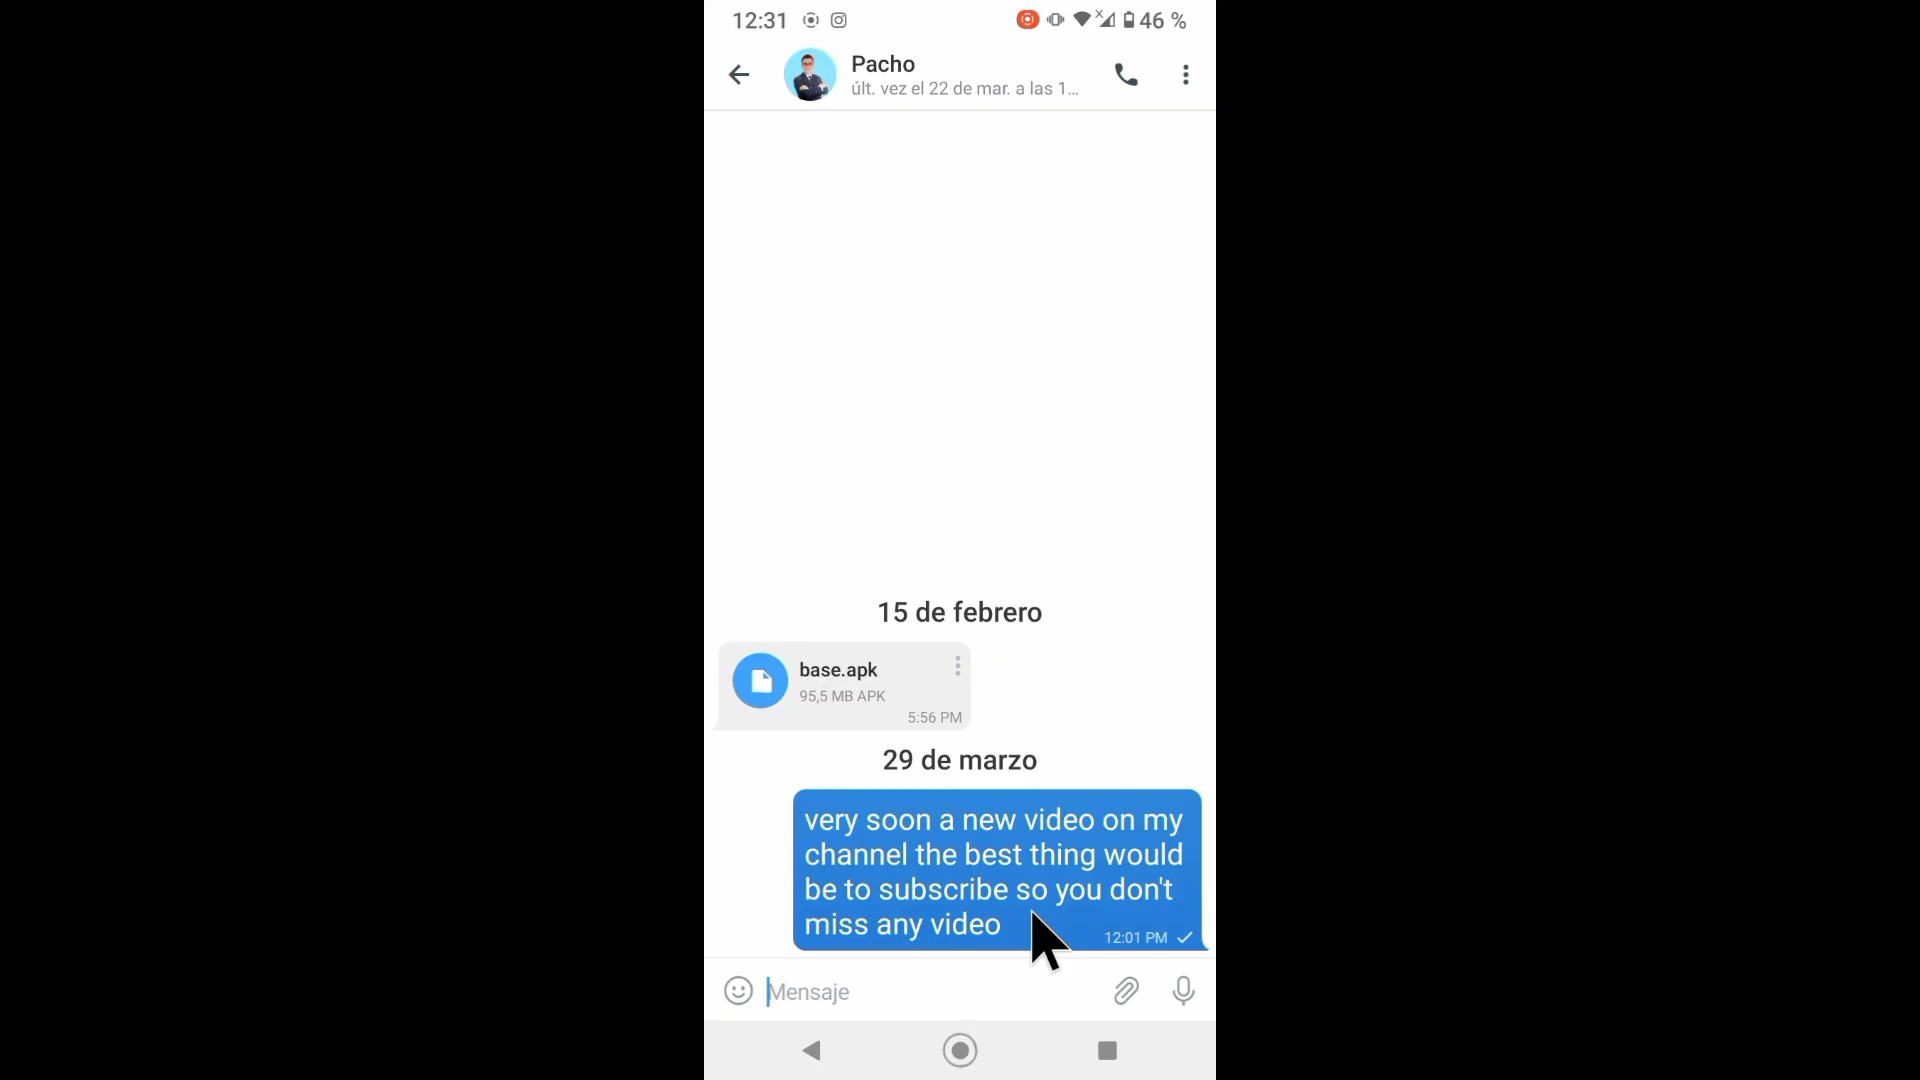 12:31
46 %
Pacho
últ. vez el 22 de mar. a las 1...
15 de febrero
base.apk
95,5 MB APK
5:56 PM
29 de marzo
very soon a new video on my
channel the best thing would
be to subscribe so you don't
miss any video
12:01 PM
Mensaje